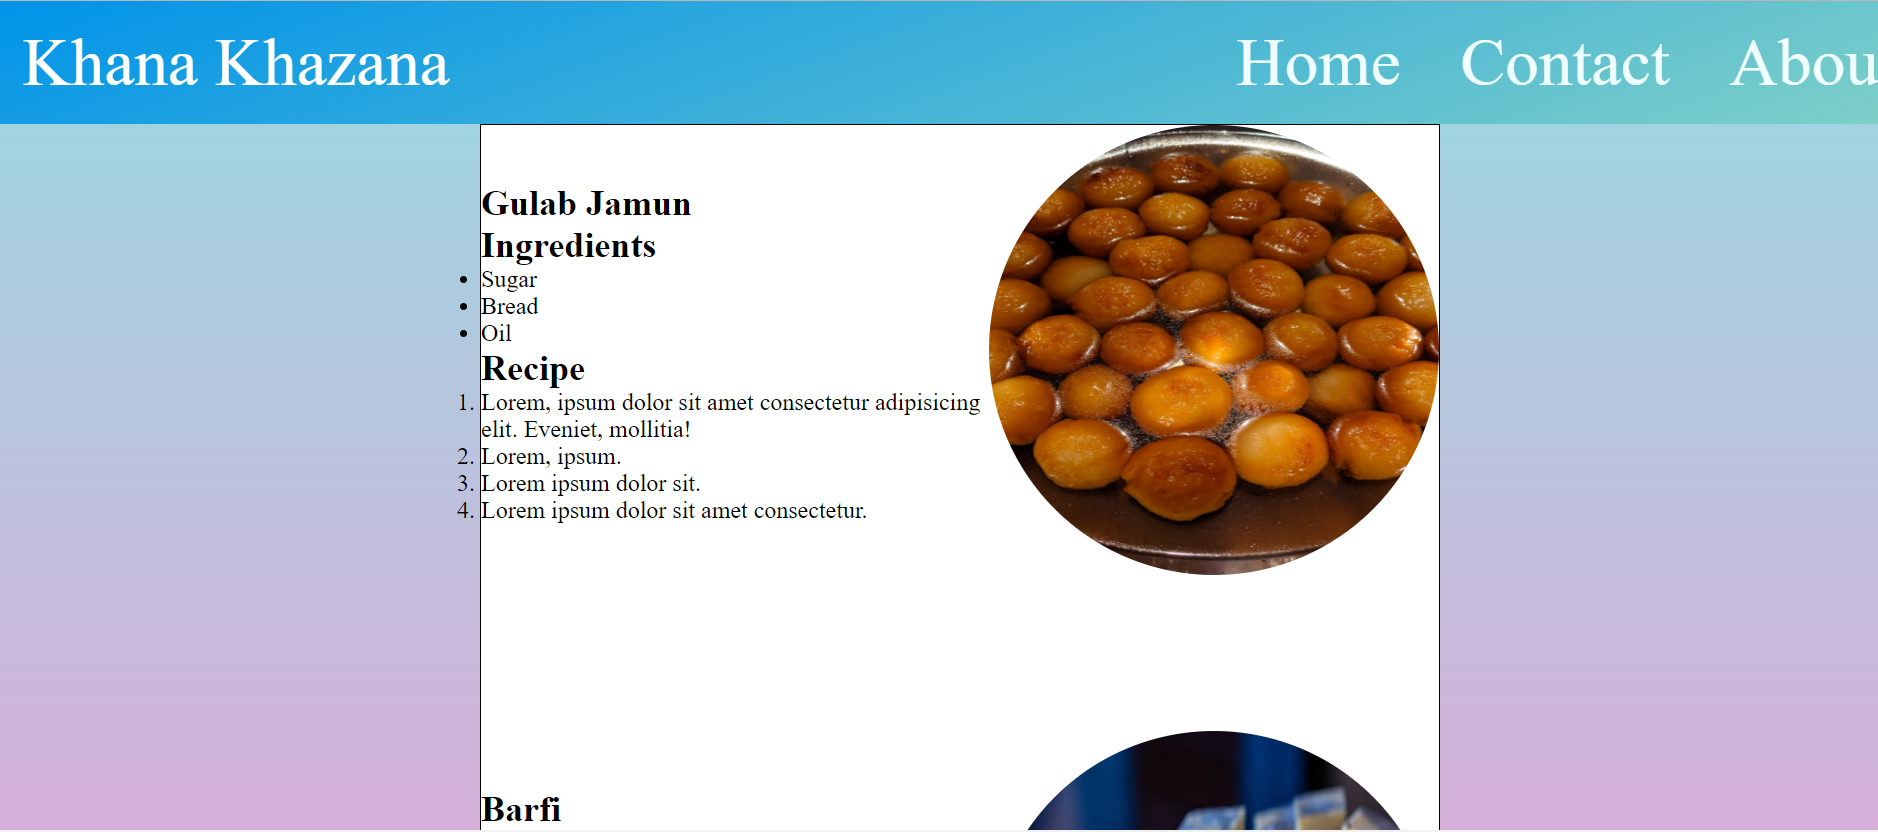 Khana Khazana Home Contact Abou
Gulab Jamun
Ingredients
• Sugar
• Bread
• Oil
Recipe
1. Lorem, ipsum dolor sit amet consectetur adipisicing
elit. Eveniet, mollitia!
2. Lorem, ipsum.
3. Lorem ipsum dolor sit.
4. Lorem ipsum dolor sit amet consectetur.
Barfi